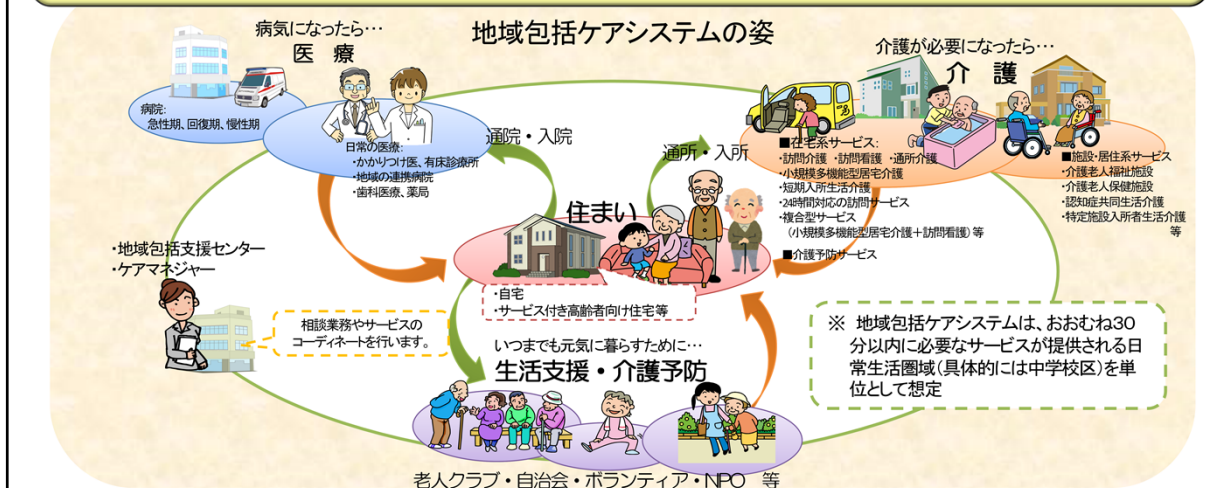 地域包括ケアシステムの姿
病気になったら…
医 療
病院:
急性期、回復期、慢性期
日常の医療:
・かかりつけ医、有床診療所
・地域の連携病院
・歯科医療、薬局
通院・入院
通所・入所
介護が必要になったら…
介 護
■在宅系サービス:
・訪問介護 ・訪問看護 ・通所介護
・小規模多機能型居宅介護
・短期入所生活介護
・24時間対応の訪問サービス
・複合型サービス
（小規模多機能型居宅介護＋訪問看護）等
■介護予防サービス
■施設・居住系サービス
・介護老人福祉施設
・介護老人保健施設
・認知症共同生活介護
・特定施設入所者生活介護
等
住まい
・自宅
・サービス付き高齢者向け住宅等
・地域包括支援センター
・ケアマネジャー
相談業務やサービスの
コーディネートを行います。
いつまでも元気に暮らすために…
生活支援・介護予防
老人クラブ・自治会・ボランティア・NPO 等
※ 地域包括ケアシステムは、おおむね30
分以内に必要なサービスが提供される日
常生活圏域（具体的には中学校区）を単
位として想定